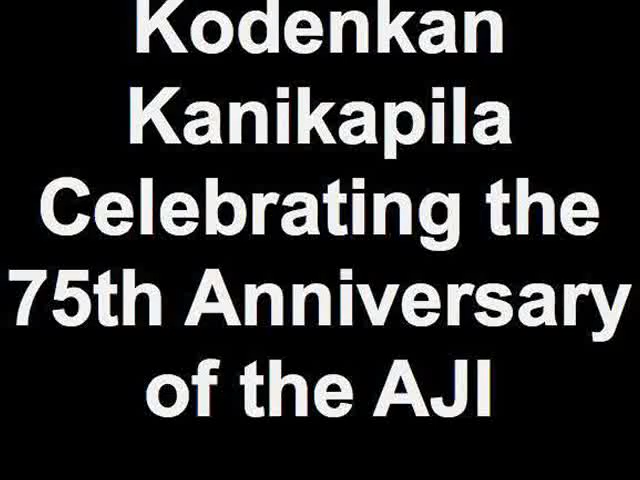 Kodenkan
Kanikapila
Celebrating the
75th Anniversary
of the AJI